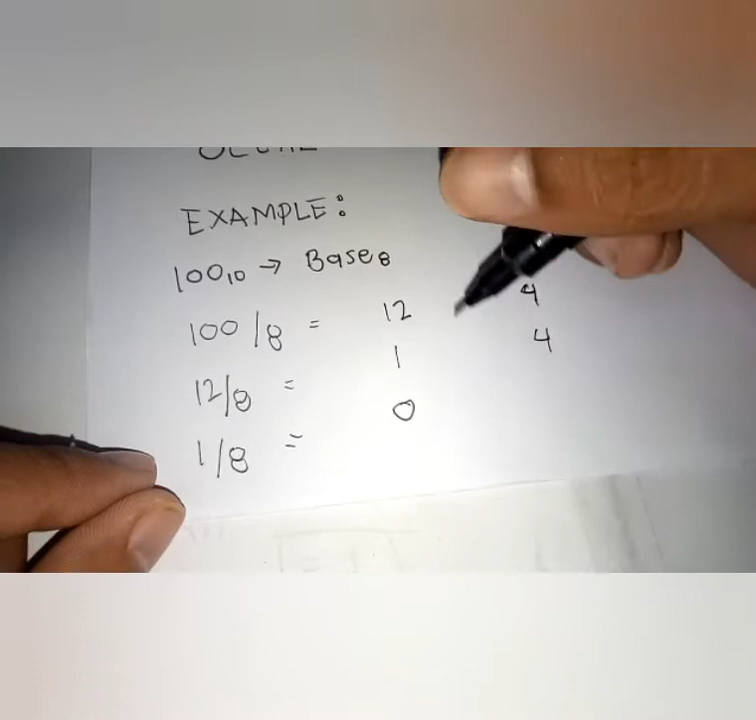 EXAMPLE:
100₁₀ → Base₈
100/8 = 12 4
12/8 = 1 4
1/8 = 0